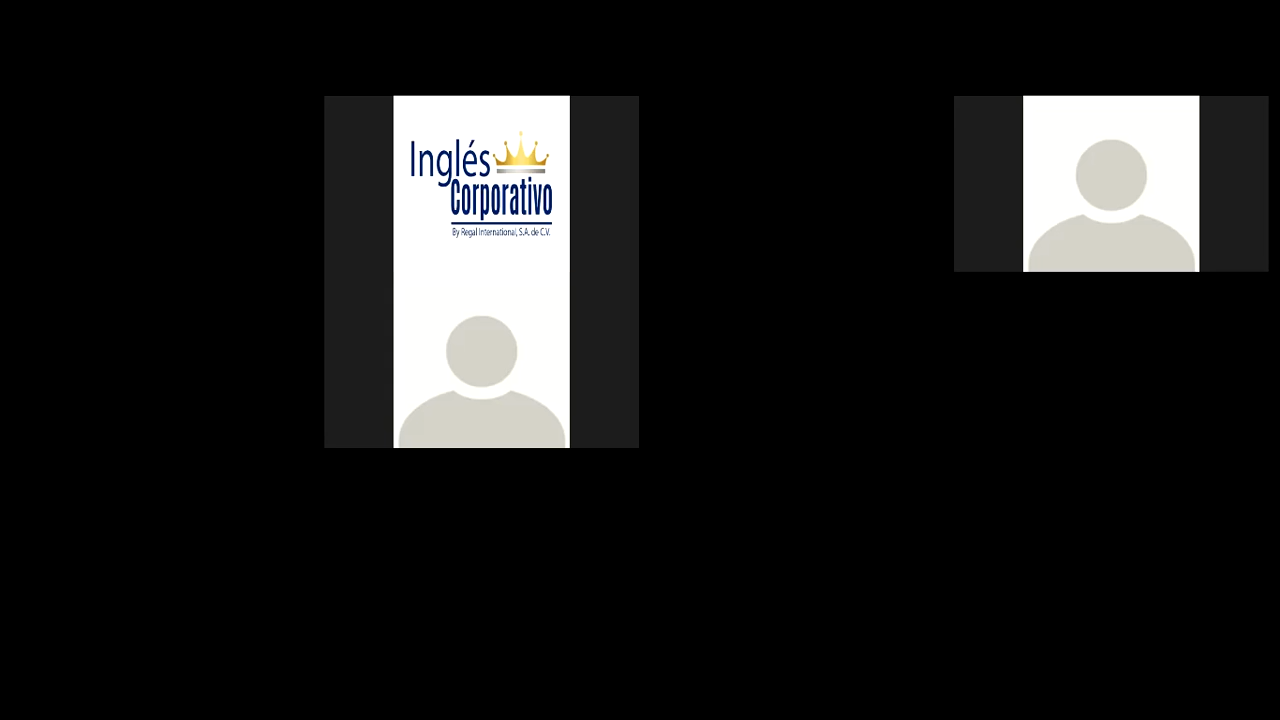 Inglés
Corporativo
By Regal International, S.A. de C.V.